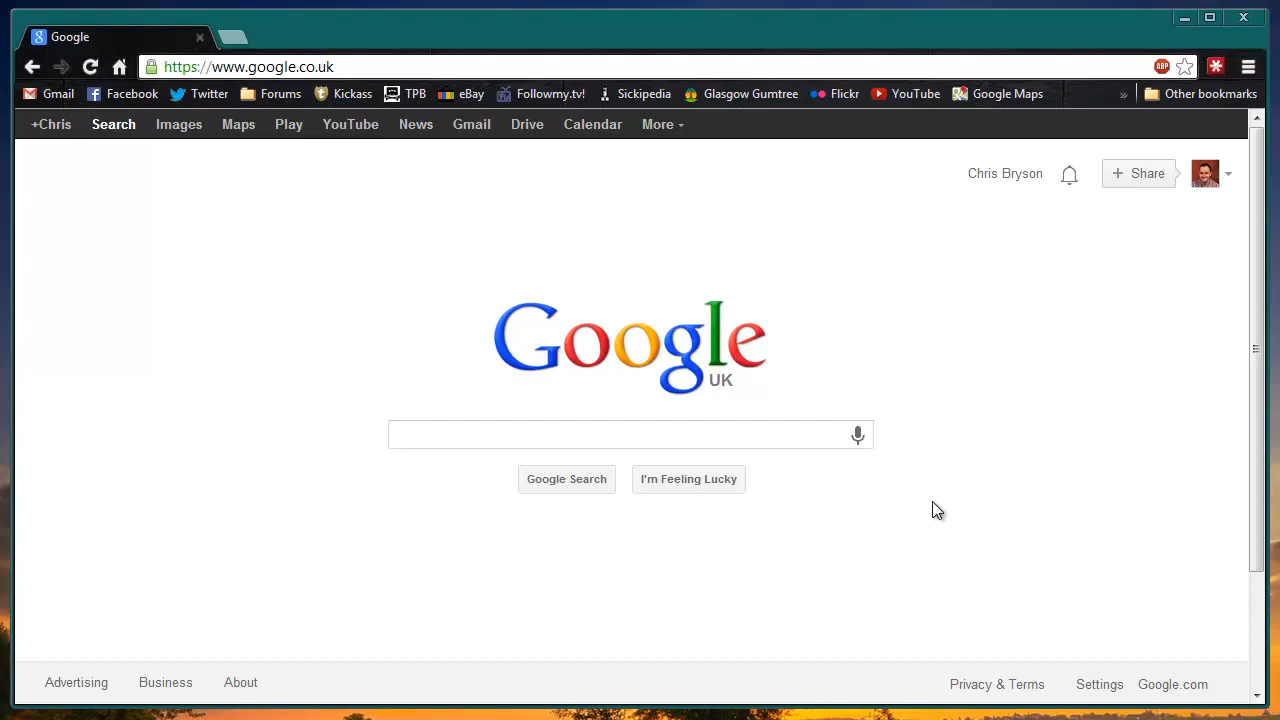 Google
https://www.google.co.uk
ABP
Gmail Facebook Twitter Forums Kickass TPB eBay Followmy.tv! Sickipedia Glasgow Gumtree Flickr YouTube Google Maps » Other bookmarks
+Chris Search Images Maps Play YouTube News Gmail Drive Calendar More
Chris Bryson + Share
Google
UK
Google Search I'm Feeling Lucky
Advertising Business About Privacy & Terms Settings Google.com